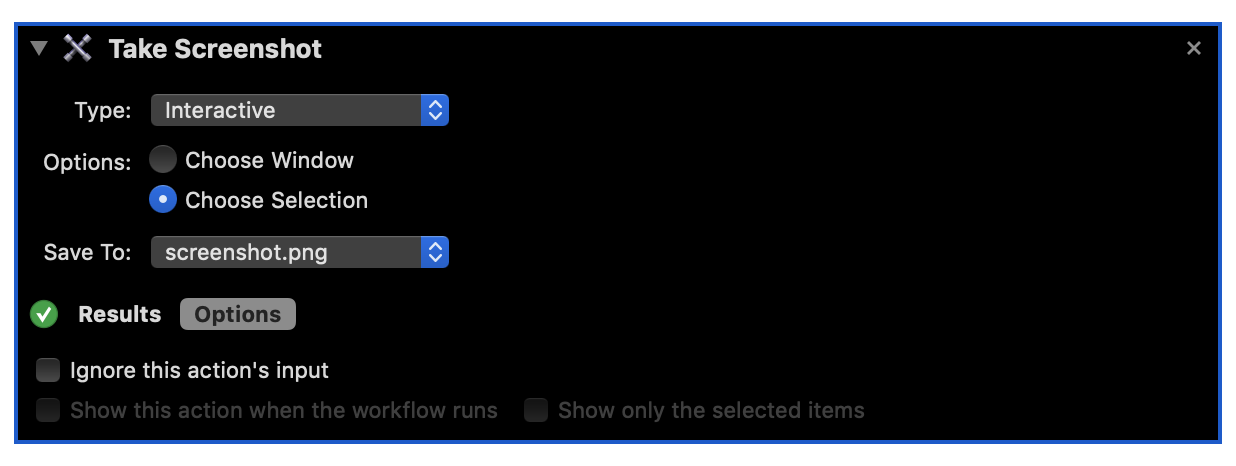 Take Screenshot
Type: Interactive
Options: Choose Window
Choose Selection
Save To: screenshot.png
Results Options
Ignore this action's input
Show this action when the workflow runs Show only the selected items